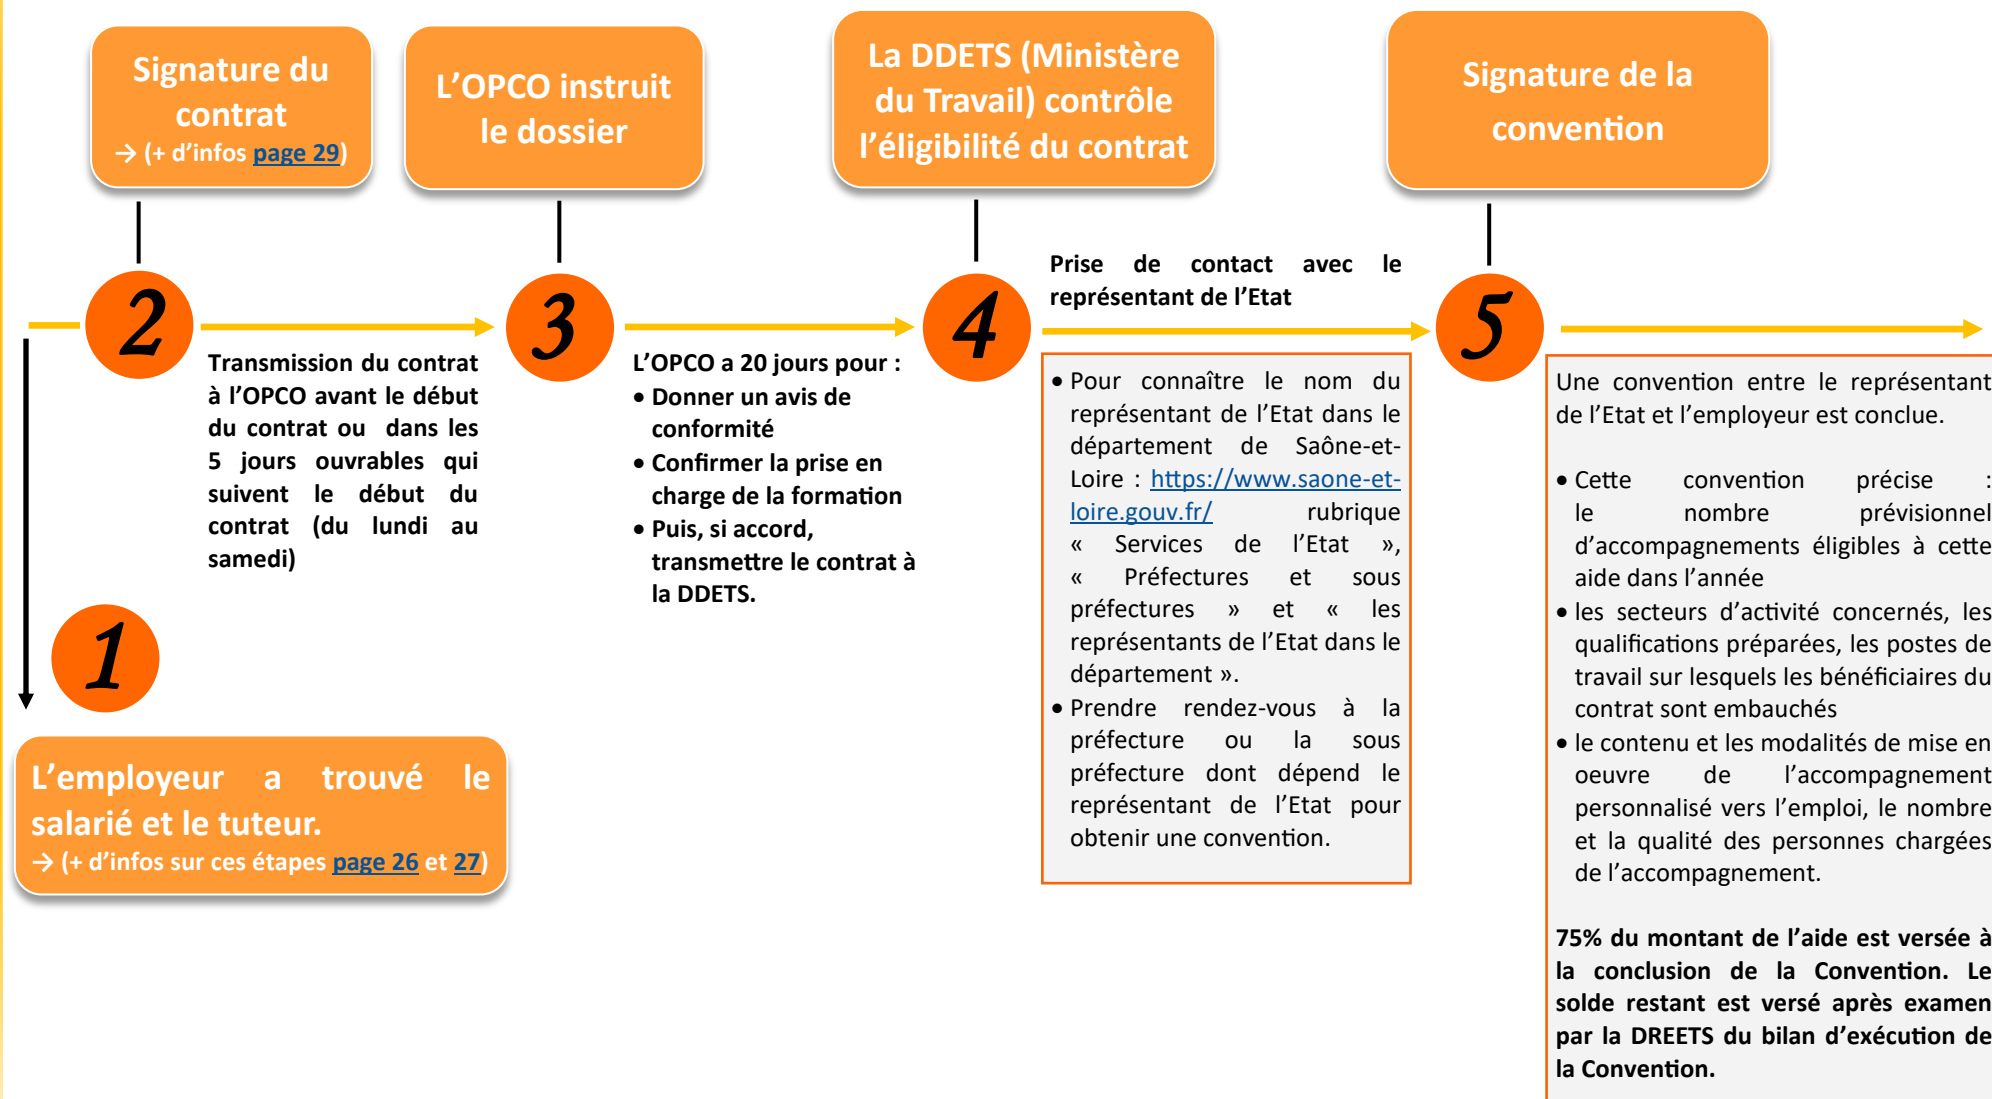 Signature du
contrat
→ (+ d’infos page 29)
L’OPCO instruit
le dossier
La DDETS (Ministère
du Travail) contrôle
l’éligibilité du contrat
Signature de la
convention
2
3
4
5
Transmission du contrat
à l’OPCO avant le début
du contrat ou dans les
5 jours ouvrables qui
suivent le début du
contrat (du lundi au
samedi)
L’OPCO a 20 jours pour :
• Donner un avis de
conformité
• Confirmer la prise en
charge de la formation
• Puis, si accord,
transmettre le contrat à
la DDETS.
Prise de contact avec le
représentant de l’Etat
• Pour connaître le nom du
représentant de l’Etat dans le
département de Saône-et-
Loire : https://www.saone-et-
loire.gouv.fr/ rubrique
« Services de l’Etat »,
« Préfectures et sous
préfectures » et « les
représentants de l’Etat dans le
département ».
• Prendre rendez-vous à la
préfecture ou la sous
préfecture dont dépend le
représentant de l’Etat pour
obtenir une convention.
Une convention entre le représentant
de l’Etat et l’employeur est conclue.
• Cette convention précise :
le nombre prévisionnel
d’accompagnements éligibles à cette
aide dans l’année
• les secteurs d’activité concernés, les
qualifications préparées, les postes de
travail sur lesquels les bénéficiaires du
contrat sont embauchés
• le contenu et les modalités de mise en
oeuvre de l’accompagnement
personnalisé vers l’emploi, le nombre
et la qualité des personnes chargées
de l’accompagnement.
75% du montant de l’aide est versée à
la conclusion de la Convention. Le
solde restant est versé après examen
par la DREETS du bilan d’exécution de
la Convention.
1
L’employeur a trouvé le
salarié et le tuteur.
→ (+ d’infos sur ces étapes page 26 et 27)